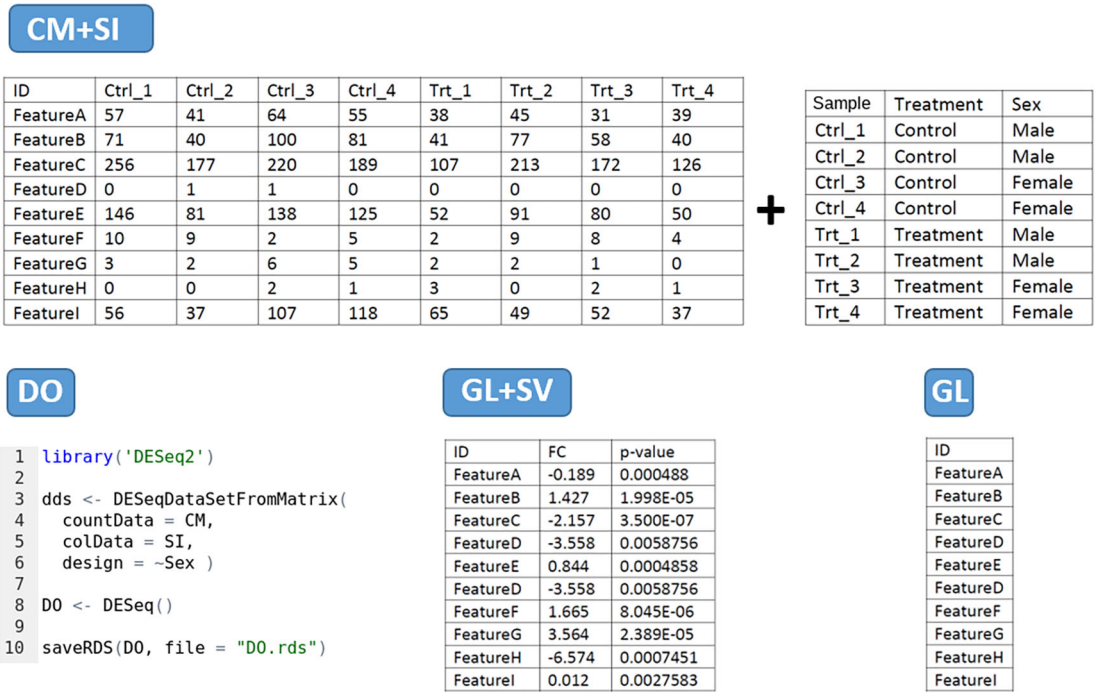 CM+SI
ID Ctrl_1 Ctrl_2 Ctrl_3 Ctrl_4 Trt_1 Trt_2 Trt_3 Trt_4
FeatureA 57 41 64 55 38 45 31 39
FeatureB 71 40 100 81 41 77 58 40
FeatureC 256 177 220 189 107 213 172 126
FeatureD 0 1 1 0 0 0 0 0
FeatureE 146 81 138 125 52 91 80 50
FeatureF 10 9 2 5 2 9 8 4
FeatureG 3 2 6 5 2 2 1 0
FeatureH 0 0 2 1 3 0 2 1
FeatureI 56 37 107 118 65 49 52 37
+
Sample Treatment Sex
Ctrl_1 Control Male
Ctrl_2 Control Male
Ctrl_3 Control Female
Ctrl_4 Control Female
Trt_1 Treatment Male
Trt_2 Treatment Male
Trt_3 Treatment Female
Trt_4 Treatment Female
DO
1 library('DESeq2')
2
3 dds <- DESeqDataSetFromMatrix(
4 countData = CM,
5 colData = SI,
6 design = ~Sex )
7
8 DO <- DESeq()
9
10 saveRDS(DO, file = "DO.rds")
GL+SV
ID FC p-value
FeatureA -0.189 0.000488
FeatureB 1.427 1.998E-05
FeatureC -2.157 3.500E-07
FeatureD -3.558 0.0058756
FeatureE 0.844 0.0004858
FeatureD -3.558 0.0058756
FeatureF 1.665 8.045E-06
FeatureG 3.564 2.389E-05
FeatureH -6.574 0.0007451
FeatureI 0.012 0.0027583
GL
ID
FeatureA
FeatureB
FeatureC
FeatureD
FeatureE
FeatureD
FeatureF
FeatureG
FeatureH
FeatureI